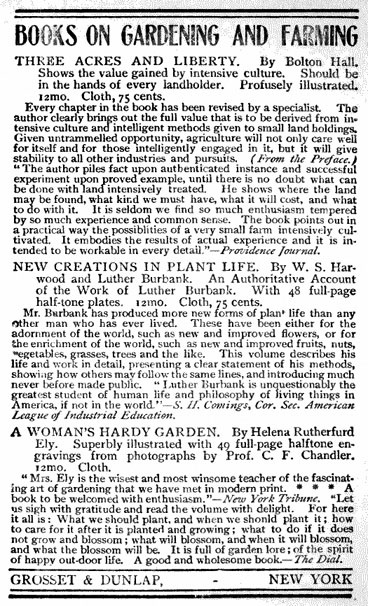 BOOKS ON GARDENING AND FARMING
THREE ACRES AND LIBERTY. By Bolton Hall.
Shows the value gained by intensive culture. Should be
in the hands of every landholder. Profusely illustrated.
12mo. Cloth, 75 cents.
Every chapter in the book has been revised by a specialist. The
author clearly brings out the full value that is to be derived from in-
tensive culture and intelligent methods given to small land holdings.
Given untrammelled opportunity, agriculture will not only care well
for itself and for those intelligently engaged in it, but it will give
stability to all other industries and pursuits. (From the Preface.)
"The author piles fact upon authenticated instance and successful
experiment upon proved example, until there is no doubt what can
be done with land intensively treated. He shows where the land
may be found, what kind we must have, what it will cost, and what
to do with it. It is seldom we find so much enthusiasm tempered
by so much experience and common sense. The book points out in
a practical way the possiblities of a very small farm intensively cul-
tivated. It embodies the results of actual experience and it is in-
tended to be workable in every detail."—Providence Journal.
NEW CREATIONS IN PLANT LIFE. By W. S. Har-
wood and Luther Burbank. An Authoritative Account
of the Work of Luther Burbank. With 48 full-page
half-tone plates. 12mo. Cloth, 75 cents.
Mr. Burbank has produced more new forms of plant life than any
other man who has ever lived. These have been either for the
adornment of the world, such as new and improved flowers, or for
the enrichment of the world, such as new and improved fruits, nuts,
vegetables, grasses, trees and the like. This volume describes his
life and work in detail, presenting a clear statement of his methods,
showing how others may follow the same lines, and introducing much
never before made public. "Luther Burbank is unquestionably the
greatest student of human life and philosophy of living things in
America, if not in the world."—S. H. Comings, Cor. Sec. American
League of Industrial Education.
A WOMAN'S HARDY GARDEN. By Helena Rutherfurd
Ely. Superbly illustrated with 49 full-page halftone en-
gravings from photographs by Prof. C. F. Chandler.
12mo. Cloth.
"Mrs. Ely is the wisest and most winsome teacher of the fascinat-
ing art of gardening that we have met in modern print. * * * A
book to be welcomed with enthusiasm."—New York Tribune. "Let
us sigh with gratitude and read the volume with delight. For here
it all is: What we should plant, and when we should plant it; how
to care for it after it is planted and growing; what to do if it does
not grow and blossom; what will blossom, and when it will blossom,
and what the blossom will be. It is full of garden lore; of the spirit
of happy out-door life. A good and wholesome book.—The Dial.
GROSSET & DUNLAP, - NEW YORK